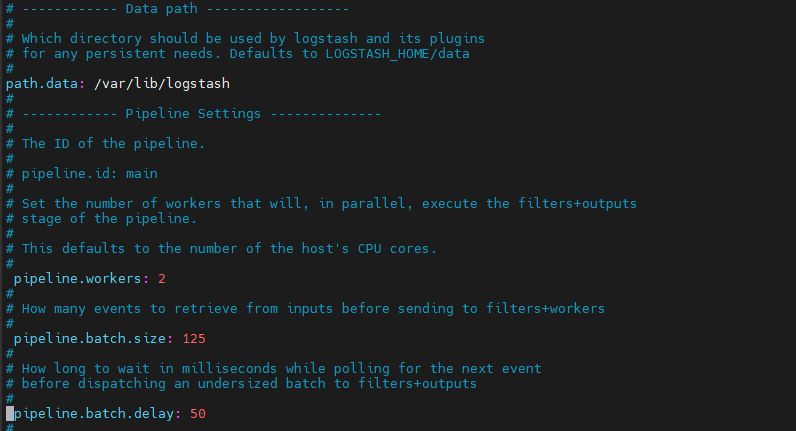 # ------------ Data path ------------------
#
# Which directory should be used by logstash and its plugins
# for any persistent needs. Defaults to LOGSTASH_HOME/data
#
path.data: /var/lib/logstash
#
# ------------ Pipeline Settings --------------
#
# The ID of the pipeline.
#
# pipeline.id: main
#
# Set the number of workers that will, in parallel, execute the filters+outputs
# stage of the pipeline.
#
# This defaults to the number of the host's CPU cores.
#
 pipeline.workers: 2
#
# How many events to retrieve from inputs before sending to filters+workers
#
 pipeline.batch.size: 125
#
# How long to wait in milliseconds while polling for the next event
# before dispatching an undersized batch to filters+outputs
#
 pipeline.batch.delay: 50
#